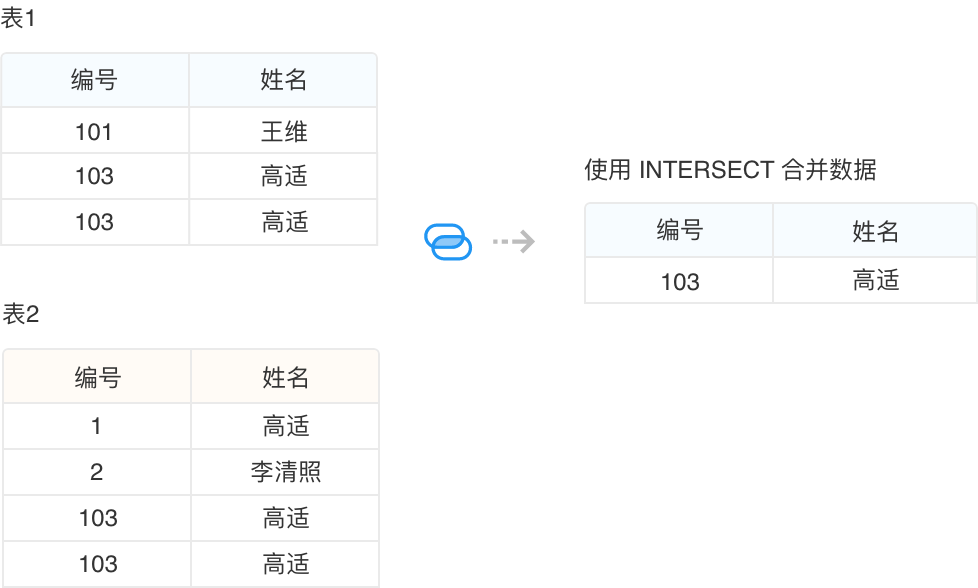 表1
编号 姓名
101 王维
103 高适
103 高适
表2
编号 姓名
1 高适
2 李清照
103 高适
103 高适
使用 INTERSECT 合并数据
编号 姓名
103 高适